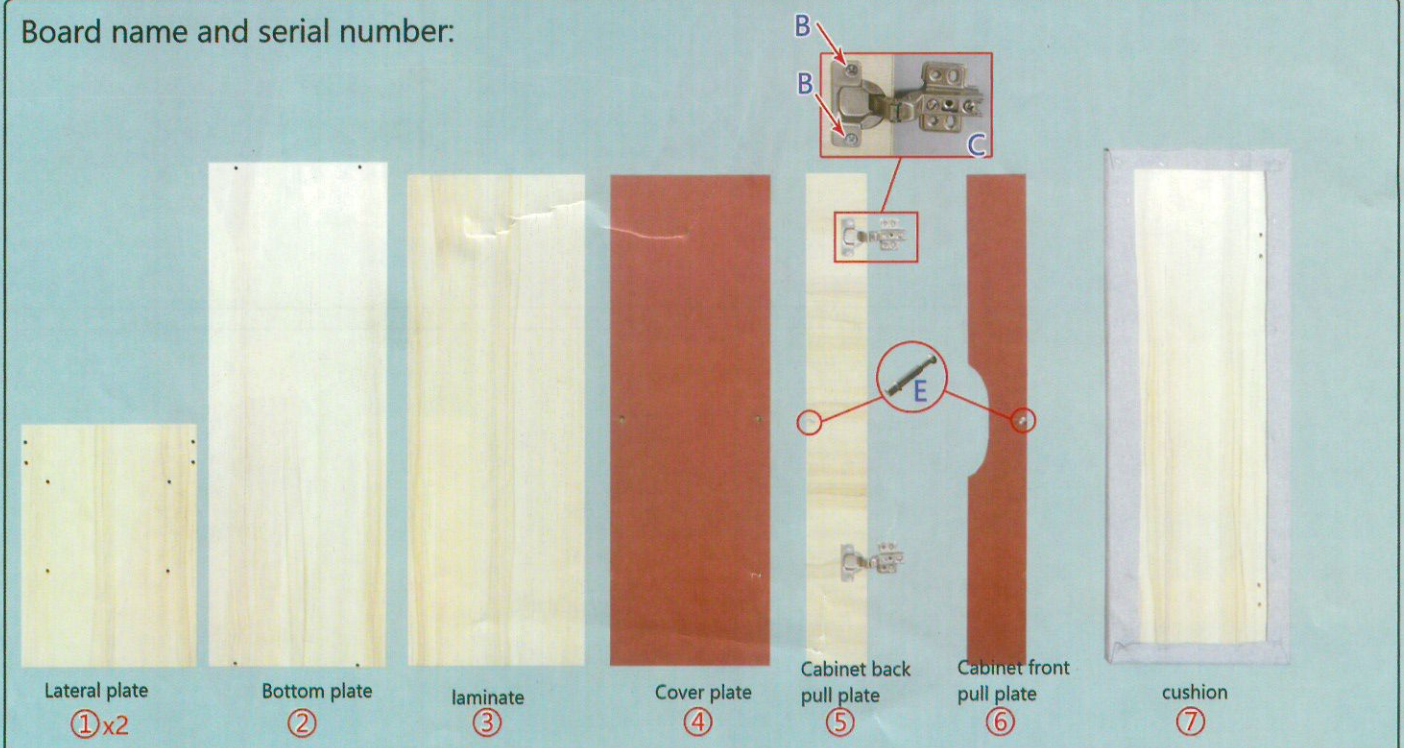 Board name and serial number:
B
B
C
E
Lateral plate
①x2
Bottom plate
②
laminate
③
Cover plate
④
Cabinet back
pull plate
⑤
Cabinet front
pull plate
⑥
cushion
⑦